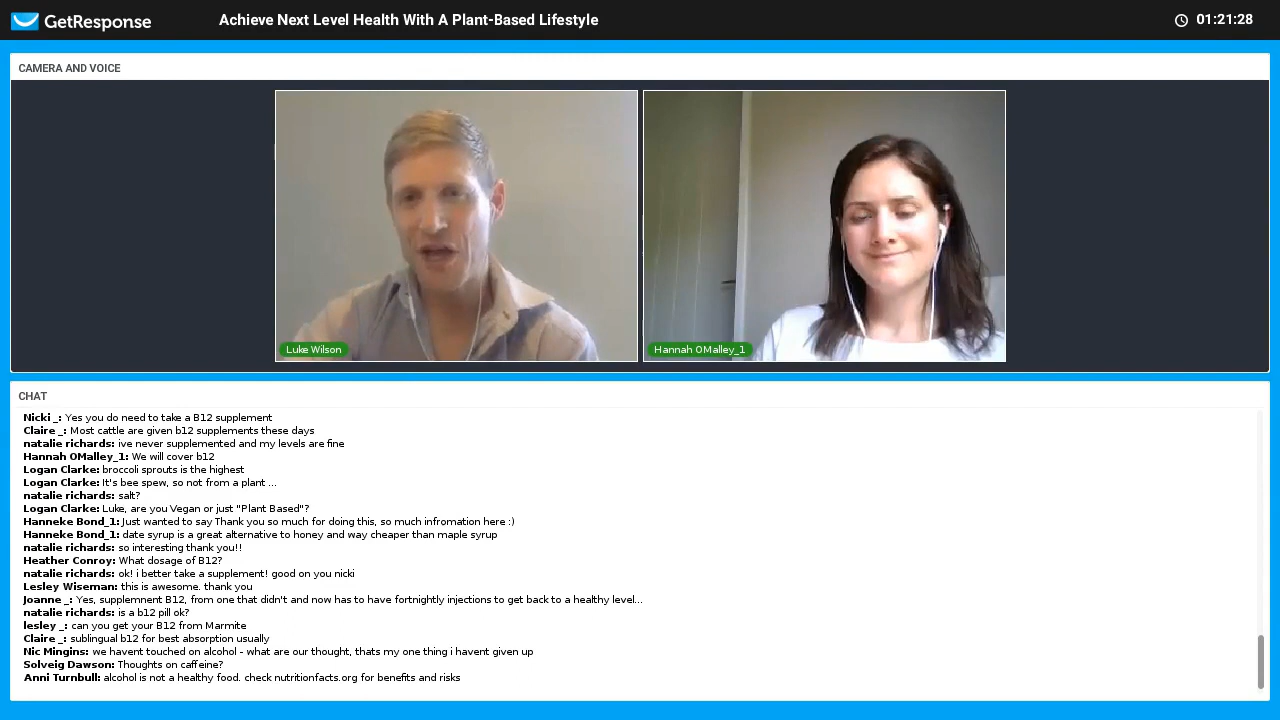 GetResponse
Achieve Next Level Health With A Plant-Based Lifestyle
01:21:28
CAMERA AND VOICE
Luke Wilson
Hannah OMalley_1
CHAT
Nicki _: Yes you do need to take a B12 supplement
Claire _: Most cattle are given b12 supplements these days
natalie richards: ive never supplemented and my levels are fine
Hannah OMalley_1: We will cover b12
Logan Clarke: broccoli sprouts is the highest
Logan Clarke: It's bee spew, so not from a plant ...
natalie richards: salt?
Logan Clarke: Luke, are you Vegan or just "Plant Based"?
Hanneke Bond_1: Just wanted to say Thank you so much for doing this, so much infromation here :)
Hanneke Bond_1: date syrup is a great alternative to honey and way cheaper than maple syrup
natalie richards: so interesting thank you!!
Heather Conroy: What dosage of B12?
natalie richards: ok! i better take a supplement! good on you nicki
Lesley Wiseman: this is awesome. thank you
Joanne _: Yes, supplemnent B12, from one that didn't and now has to have fortnightly injections to get back to a healthy level...
natalie richards: is a b12 pill ok?
lesley _: can you get your B12 from Marmite
Claire _: sublingual b12 for best absorption usually
Nic Mingins: we havent touched on alcohol - what are our thought, thats my one thing i havent given up
Solveig Dawson: Thoughts on caffeine?
Anni Turnbull: alcohol is not a healthy food. check nutritionfacts.org for benefits and risks